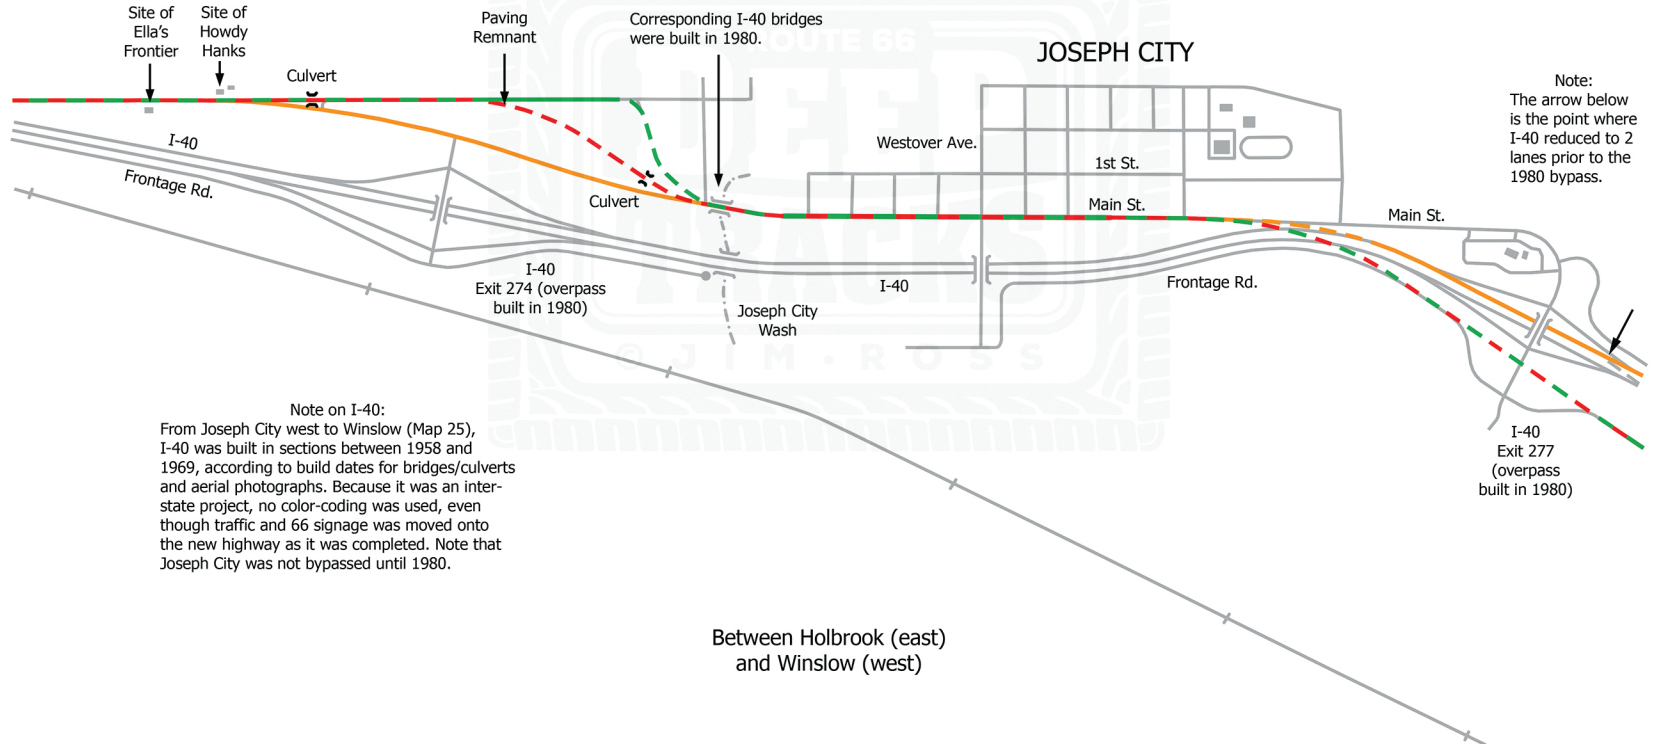 Site of
Ella's
Frontier
Site of
Howdy
Hanks
Culvert
Paving
Remnant
Corresponding I-40 bridges
were built in 1980.
JOSEPH CITY
Note:
The arrow below
is the point where
I-40 reduced to 2
lanes prior to the
1980 bypass.
I-40
Frontage Rd.
Culvert
Westover Ave.
1st St.
Main St.
Main St.
I-40
Exit 274 (overpass
built in 1980)
Joseph City
Wash
I-40
Frontage Rd.
I-40
Exit 277
(overpass
built in 1980)
Note on I-40:
From Joseph City west to Winslow (Map 25),
I-40 was built in sections between 1958 and
1969, according to build dates for bridges/culverts
and aerial photographs. Because it was an inter-
state project, no color-coding was used, even
though traffic and 66 signage was moved onto
the new highway as it was completed. Note that
Joseph City was not bypassed until 1980.
Between Holbrook (east)
and Winslow (west)
ROUTE 66
DEEP
TRACKS
© JIM · ROSS